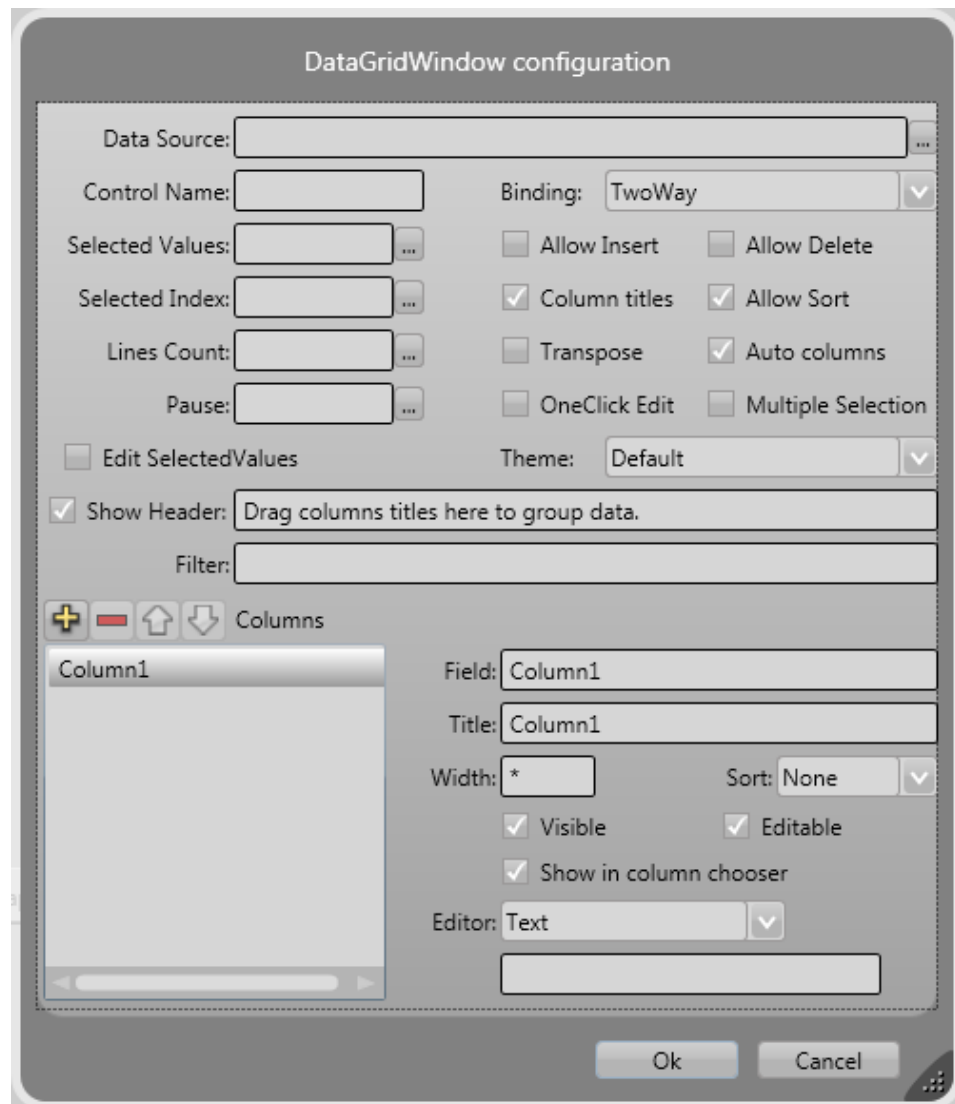 DataGridWindow configuration
Data Source: ...
Control Name: Binding: TwoWay
Selected Values: ... Allow Insert Allow Delete
Selected Index: ... Column titles Allow Sort
Lines Count: ... Transpose Auto columns
Pause: ... OneClick Edit Multiple Selection
Edit SelectedValues Theme: Default
Show Header: Drag columns titles here to group data.
Filter:
Columns
Column1 Field: Column1
Title: Column1
Width: * Sort: None
Visible Editable
Show in column chooser
Editor: Text
Ok Cancel